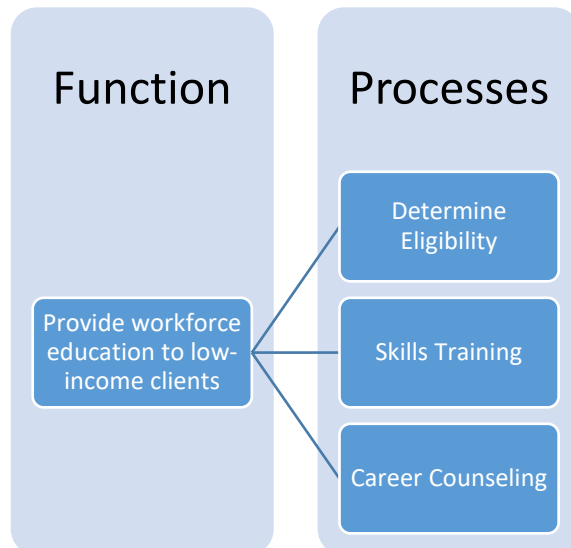 Function
Processes
Determine
Eligibility
Provide workforce
education to low-
income clients
Skills Training
Career Counseling